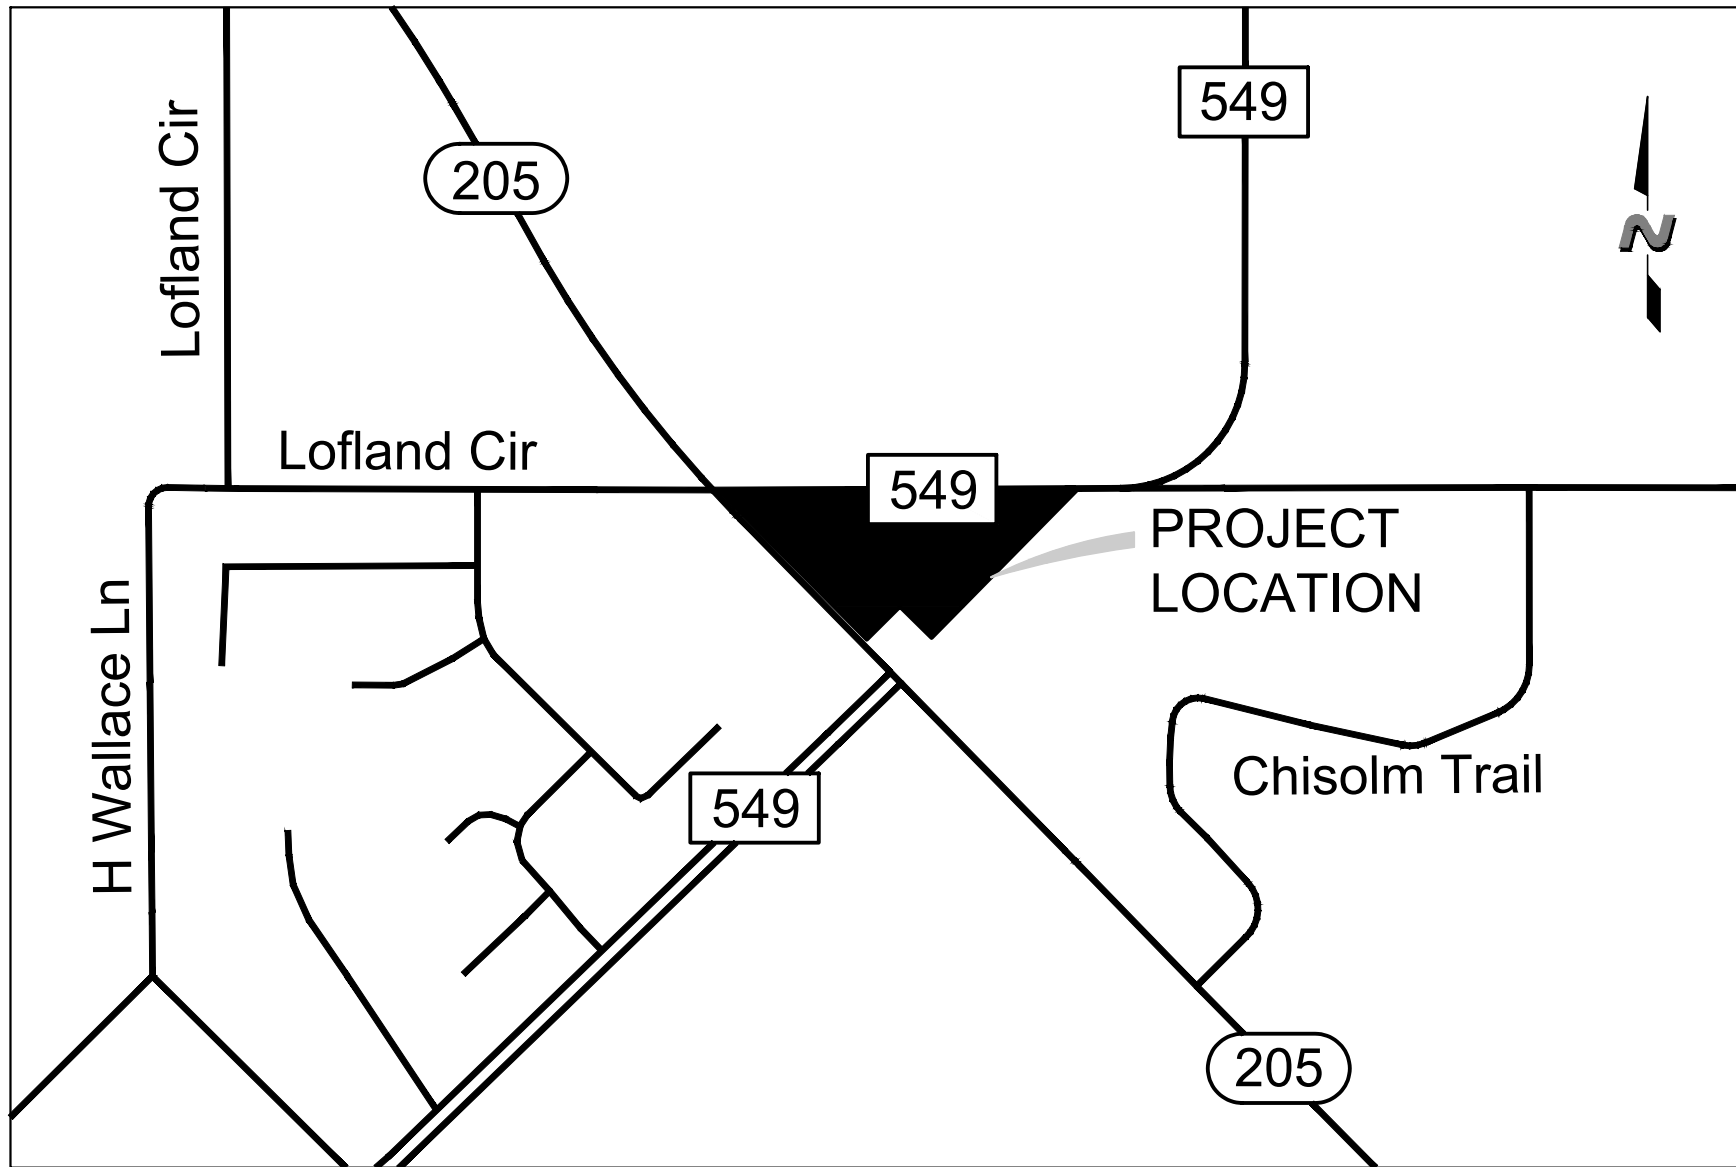 549
Lofland Cir
205
N
Lofland Cir
549
PROJECT
LOCATION
H Wallace Ln
Chisolm Trail
549
205